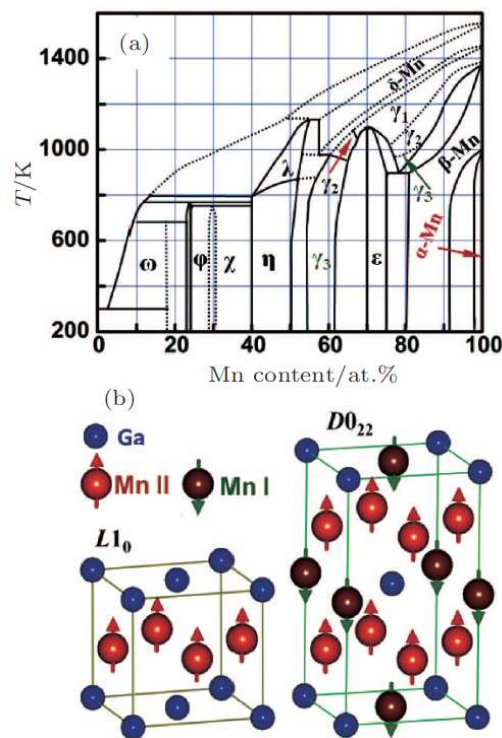 (a)
1400
1000
600
200
T/K
δ-Mn
γ1
γ2
β-Mn
λ
γ2
γ3
α-Mn
ω
φ
χ
η
γ3
ε
0 20 40 60 80 100
Mn content/at.%
(b)
D0₂₂
Ga
Mn II
Mn I
L1₀